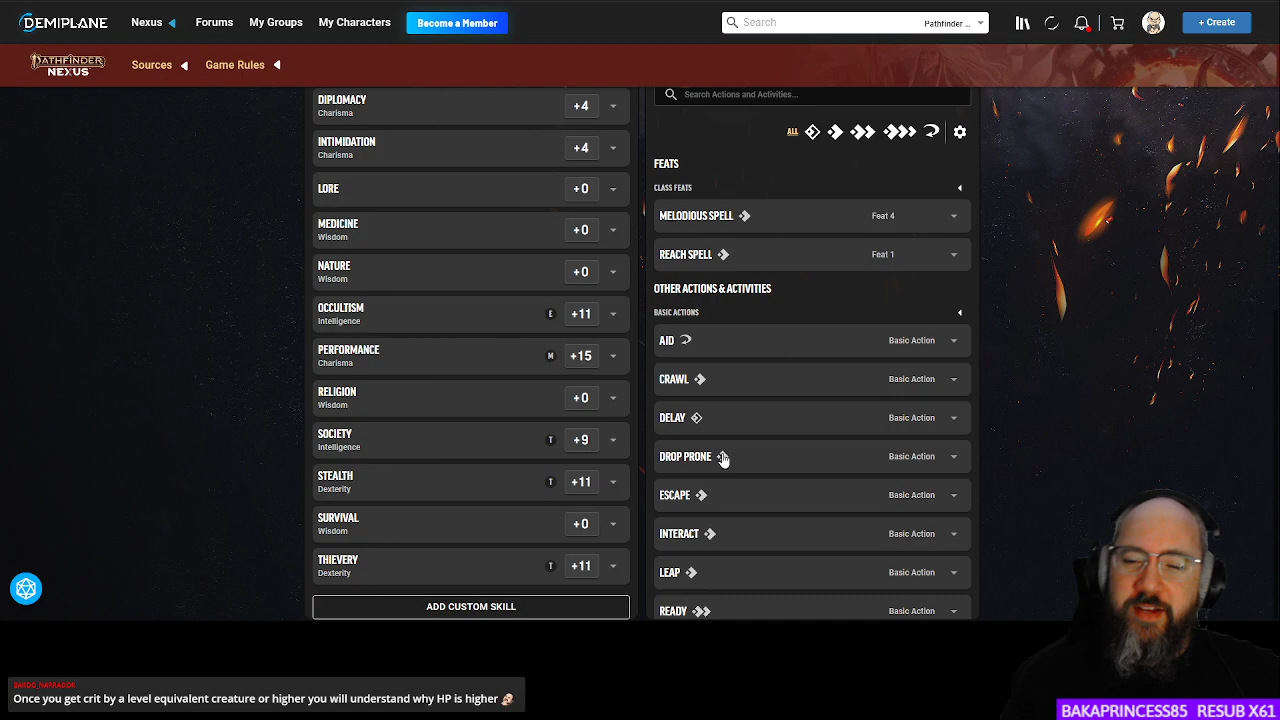 DEMIPLANE
Nexus
Forums
My Groups
My Characters
Become a Member
Search
Pathfinder ...
+ Create
PATHFINDER
NEXUS
Sources
Game Rules
DIPLOMACY
Charisma
+4
INTIMIDATION
Charisma
+4
LORE
+0
MEDICINE
Wisdom
+0
NATURE
Wisdom
+0
OCCULTISM
Intelligence
E
+11
PERFORMANCE
Charisma
M
+15
RELIGION
Wisdom
+0
SOCIETY
Intelligence
T
+9
STEALTH
Dexterity
T
+11
SURVIVAL
Wisdom
+0
THIEVERY
Dexterity
T
+11
ADD CUSTOM SKILL
Search Actions and Activities...
ALL
FEATS
CLASS FEATS
MELODIOUS SPELL
Feat 4
REACH SPELL
Feat 1
OTHER ACTIONS & ACTIVITIES
BASIC ACTIONS
AID
Basic Action
CRAWL
Basic Action
DELAY
Basic Action
DROP PRONE
Basic Action
ESCAPE
Basic Action
INTERACT
Basic Action
LEAP
Basic Action
READY
Basic Action
BARDO_NARRADOR
Once you get crit by a level equivalent creature or higher you will understand why HP is higher
BAKAPRINCESS85 RESUB X61